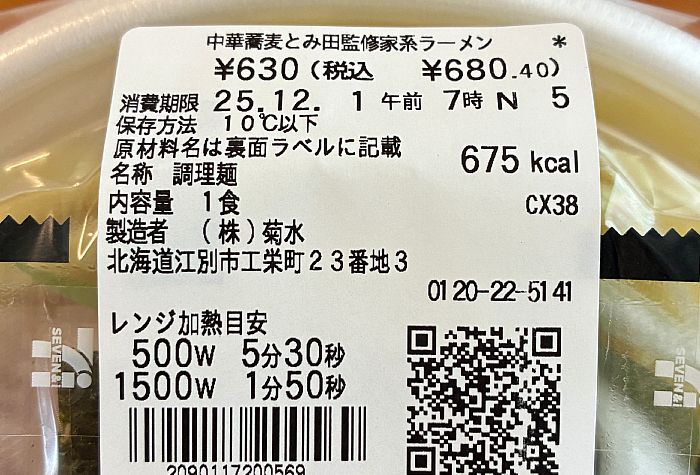 中華蕎麦とみ田監修家系ラーメン *
¥630(税込 ¥680.40)
消費期限 25.12. 1 午前 7時 N 5
保存方法 10℃以下
原材料名は裏面ラベルに記載
675 kcal
名称 調理麺
内容量 1食
CX38
製造者 (株)菊水
北海道江別市工栄町23番地3
0120-22-5141
レンジ加熱目安
500W 5分30秒
1500W 1分50秒
2090117200569
SEVEN&i
SEVEN&i